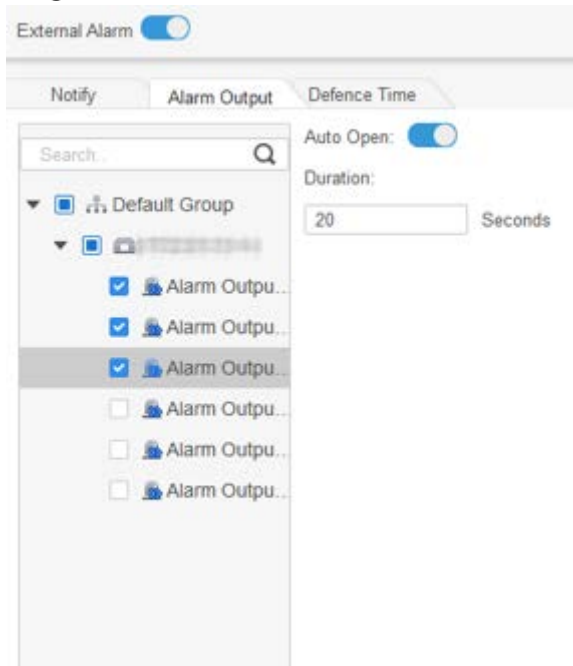 External Alarm
Notify Alarm Output Defence Time
Search..
Auto Open:
Duration:
20 Seconds
Default Group
Alarm Outpu...
Alarm Outpu...
Alarm Outpu...
Alarm Outpu...
Alarm Outpu...
Alarm Outpu...